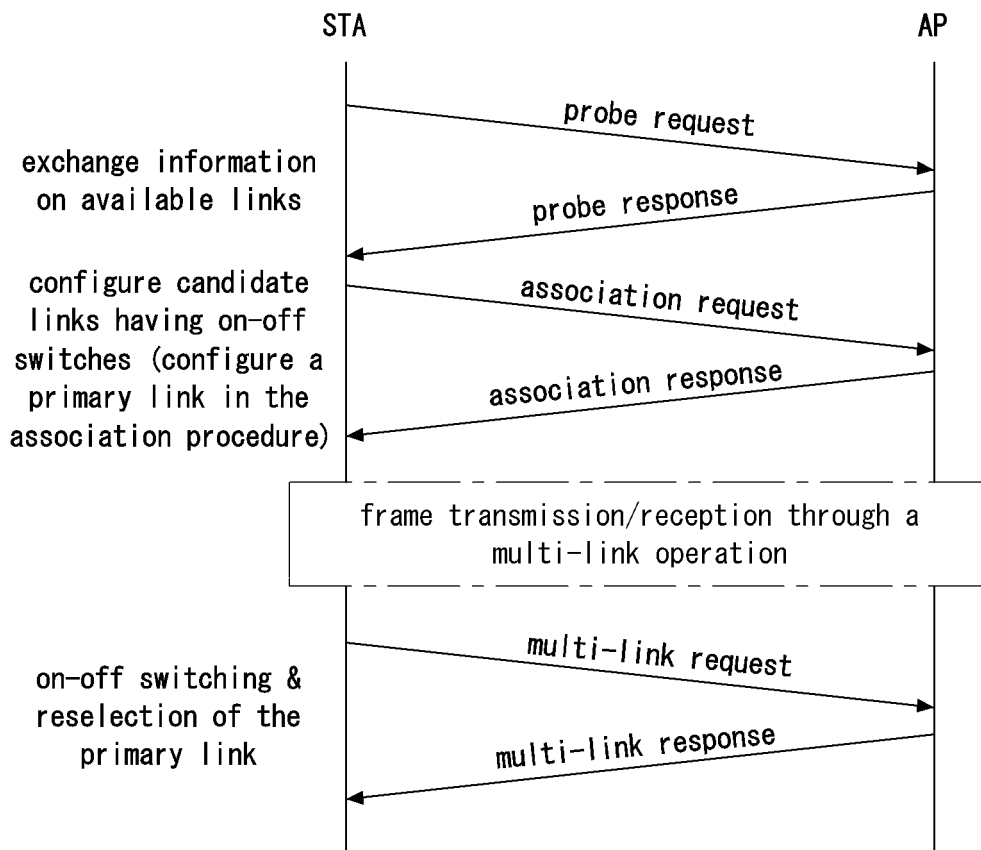 STA
AP
probe request
exchange information
on available links
probe response
configure candidate
links having on-off
switches (configure a
primary link in the
association procedure)
association request
association response
frame transmission/reception through a
multi-link operation
multi-link request
on-off switching &
reselection of the
primary link
multi-link response